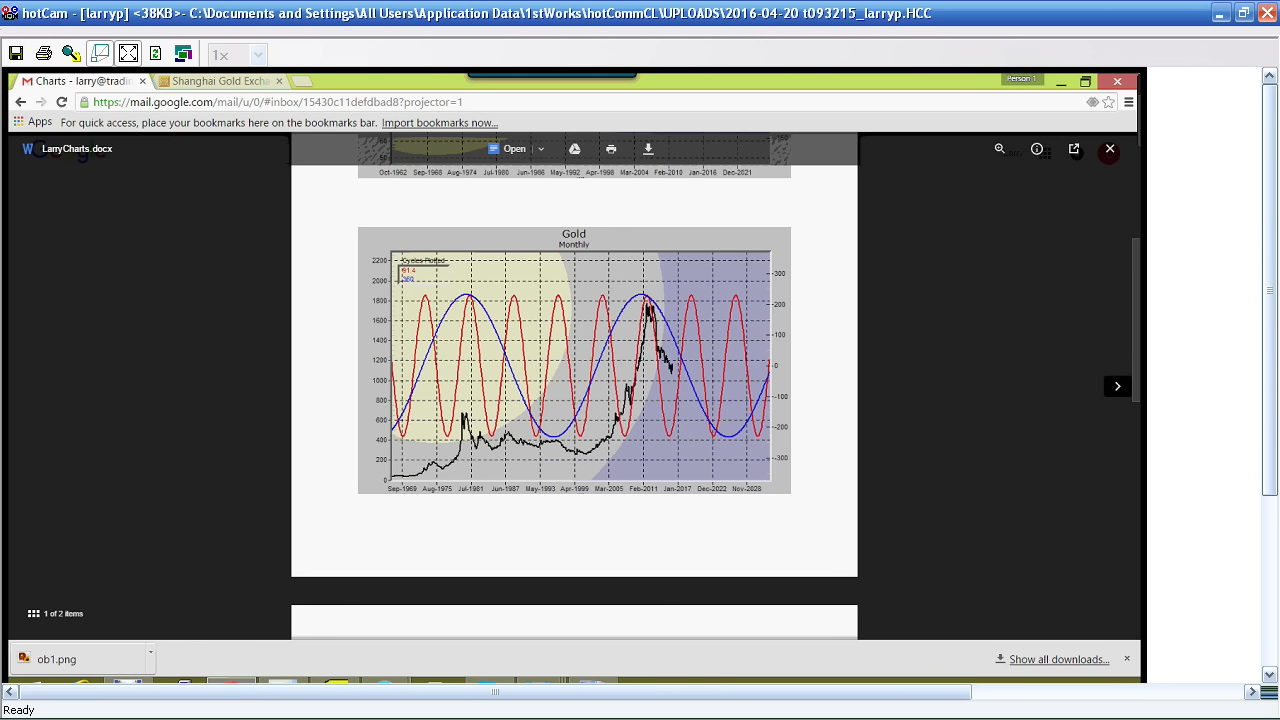 hotCam - [larryp] <38KB>- C:\Documents and Settings\All Users\Application Data\1stWorks\hotCommCL\UPLOADS\2016-04-20 t093215_larryp.HCC
1x
Charts - larry@tradin
Shanghai Gold Excha
Person 1
https://mail.google.com/mail/u/0/#inbox/15430c11defdbad8?projector=1
Apps For quick access, place your bookmarks here on the bookmarks bar. Import bookmarks now...
W LarryCharts.docx
Open
Oct-1962 Sep-1968 Aug-1974 Jul-1980 Jun-1986 May-1992 Apr-1998 Mar-2004 Feb-2010 Jan-2016 Dec-2021
Gold
Monthly
Cycles Plotted
91.4
360
2200
2000
1800
1600
1400
1200
1000
800
600
400
200
0
300
200
100
0
-100
-200
-300
Sep-1969 Aug-1975 Jul-1981 Jun-1987 May-1993 Apr-1999 Mar-2005 Feb-2011 Jan-2017 Dec-2022 Nov-2028
1 of 2 items
ob1.png
Show all downloads...
Ready